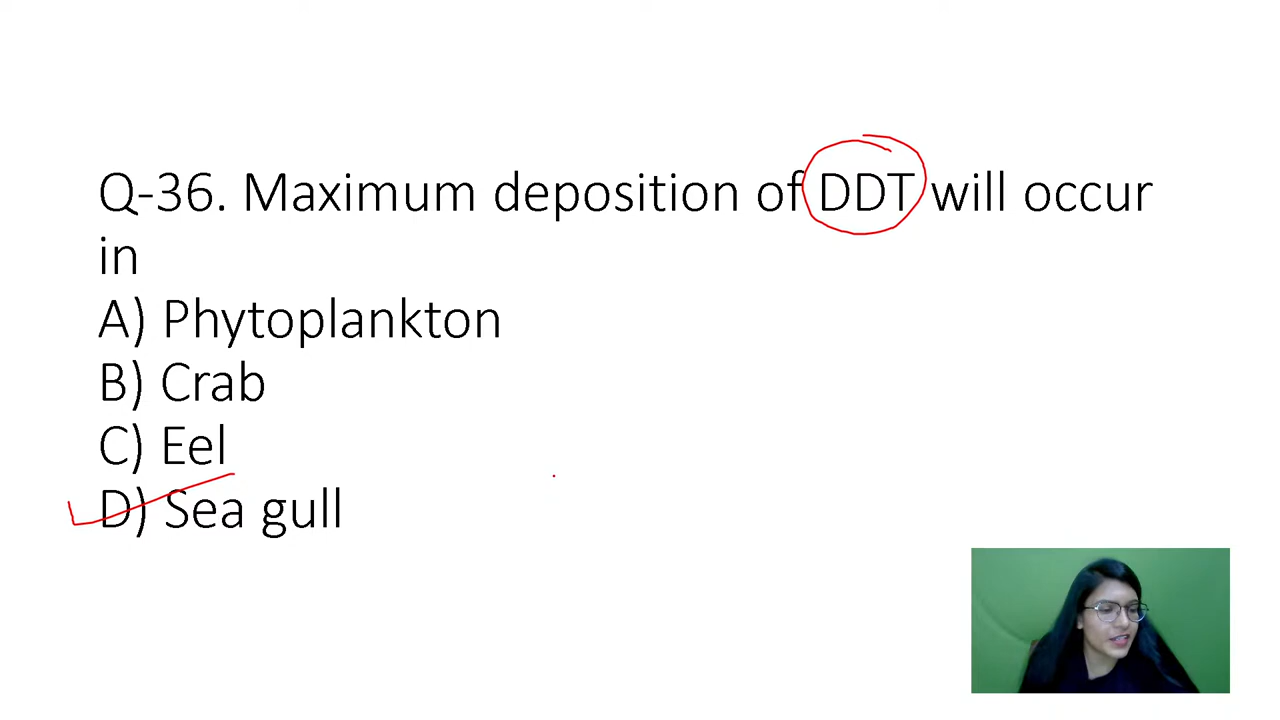 Q-36. Maximum deposition of DDT will occur
in
A) Phytoplankton
B) Crab
C) Eel
D) Sea gull